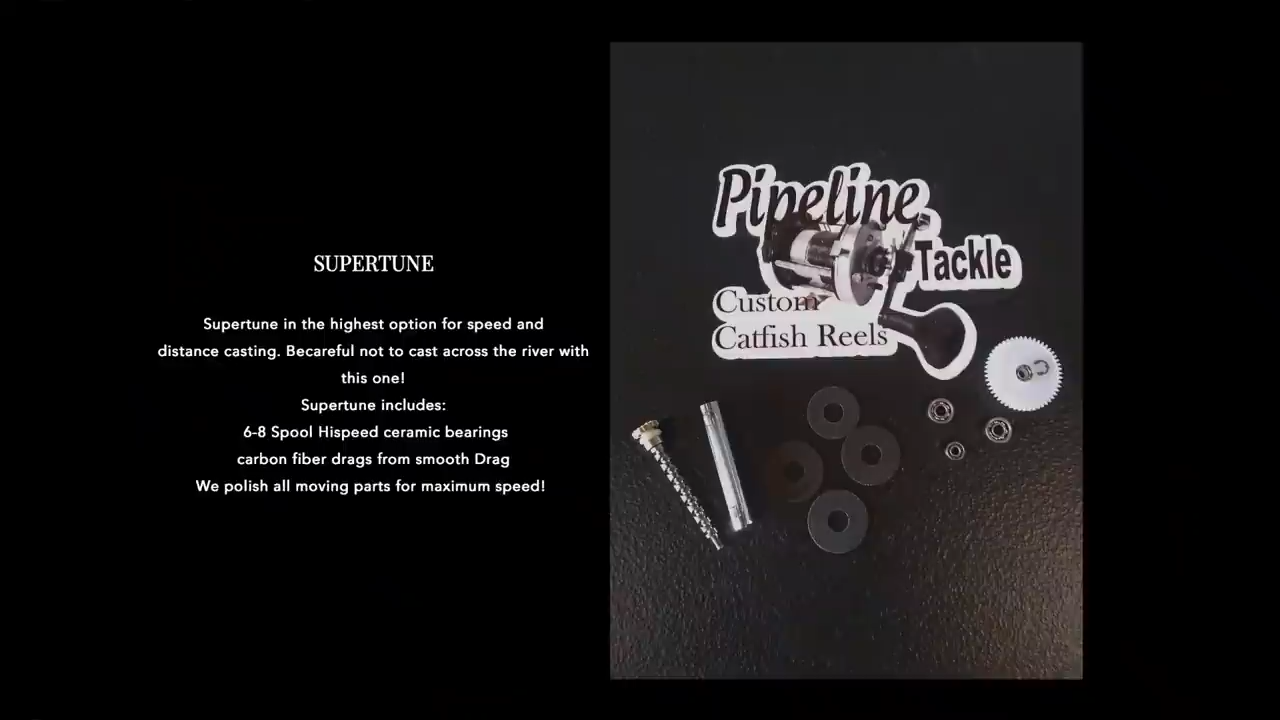 SUPERTUNE
Supertune in the highest option for speed and
distance casting. Becareful not to cast across the river with
this one!
Supertune includes:
6-8 Spool Hispeed ceramic bearings
carbon fiber drags from smooth Drag
We polish all moving parts for maximum speed!
Pipeline
Tackle
Custom
Catfish Reels